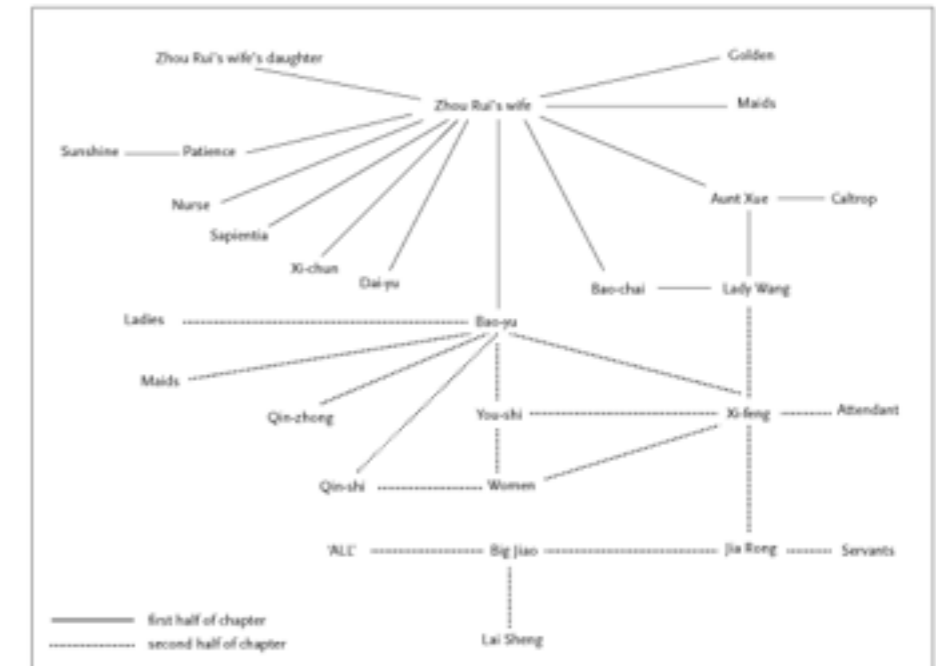 Zhou Rui's wife's daughter
Golden
Zhou Rui's wife
Maids
Sunshine
Patience
Nurse
Aunt Xue
Caltrop
Sapientia
Xi-chun
Dai-yu
Bao-chai
Lady Wang
Ladies
Bao-yu
Maids
Qin-zhong
You-shi
Xi-feng
Attendant
Qin-shi
Women
'ALL'
Big Jiao
Jia Rong
Servants
first half of chapter
second half of chapter
Lai Sheng